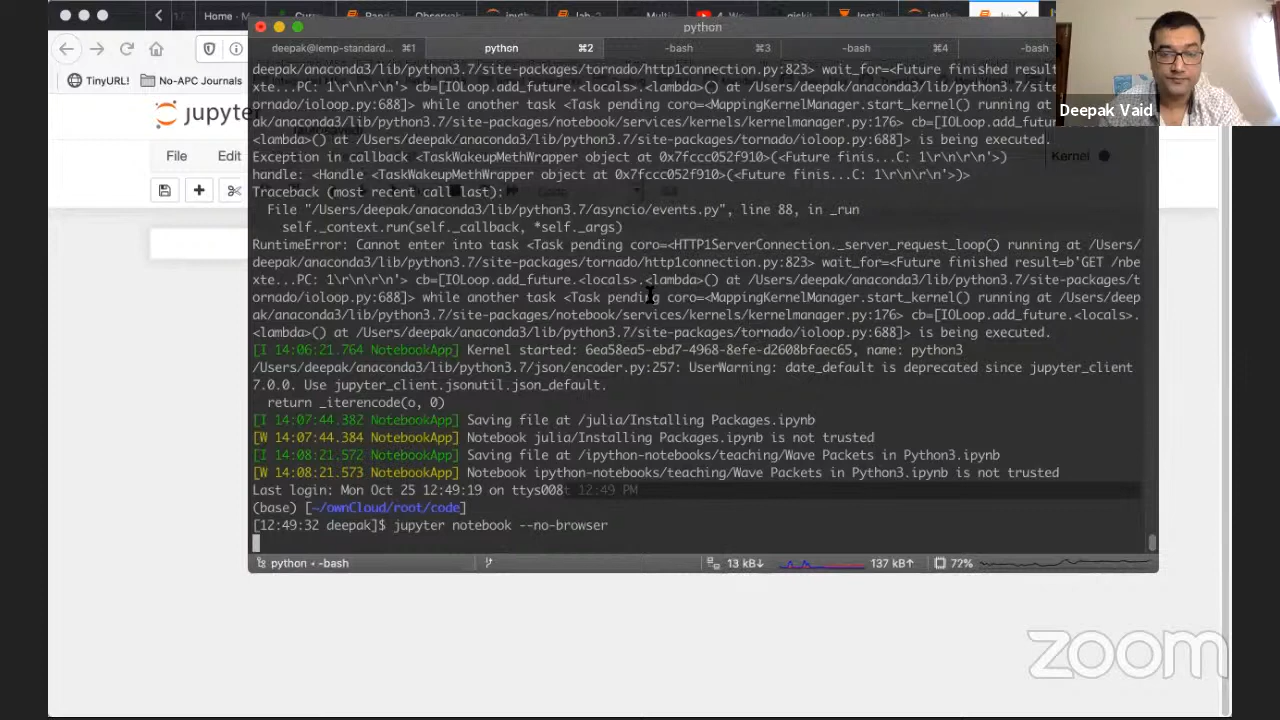 Home
python
deepak@lemp-standard... ⌘1
python ⌘2
-bash ⌘3
-bash ⌘4
-bash
TinyURL!
No-APC Journals
jupyter
File
Edit
Kernel
Deepak Vaid
deepak/anaconda3/lib/python3.7/site-packages/tornado/http1connection.py:823> wait_for=<Future finished result
xte...PC: 1\r\n\r\n'> cb=[IOLoop.add_future.<locals>.<lambda>() at /Users/deepak/anaconda3/lib/python3.7/site
ornado/ioloop.py:688]> while another task <Task pending coro=<MappingKernelManager.start_kernel() running at
ak/anaconda3/lib/python3.7/site-packages/notebook/services/kernels/kernelmanager.py:176> cb=[IOLoop.add_future
<lambda>() at /Users/deepak/anaconda3/lib/python3.7/site-packages/tornado/ioloop.py:688]> is being executed.
Exception in callback <TaskWakeupMethWrapper object at 0x7fccc052f910>(<Future finis...C: 1\r\n\r\n'>)
handle: <Handle <TaskWakeupMethWrapper object at 0x7fccc052f910>(<Future finis...C: 1\r\n\r\n'>)>
Traceback (most recent call last):
File "/Users/deepak/anaconda3/lib/python3.7/asyncio/events.py", line 88, in _run
self._context.run(self._callback, *self._args)
RuntimeError: Cannot enter into task <Task pending coro=<HTTP1ServerConnection._server_request_loop() running at /Users/
deepak/anaconda3/lib/python3.7/site-packages/tornado/http1connection.py:823> wait_for=<Future finished result=b'GET /nbe
xte...PC: 1\r\n\r\n'> cb=[IOLoop.add_future.<locals>.<lambda>() at /Users/deepak/anaconda3/lib/python3.7/site-packages/t
ornado/ioloop.py:688]> while another task <Task pending coro=<MappingKernelManager.start_kernel() running at /Users/deep
ak/anaconda3/lib/python3.7/site-packages/notebook/services/kernels/kernelmanager.py:176> cb=[IOLoop.add_future.<locals>.
<lambda>() at /Users/deepak/anaconda3/lib/python3.7/site-packages/tornado/ioloop.py:688]> is being executed.
[I 14:06:21.764 NotebookApp] Kernel started: 6ea58ea5-ebd7-4968-8efe-d2608bfaec65, name: python3
/Users/deepak/anaconda3/lib/python3.7/json/encoder.py:257: UserWarning: date_default is deprecated since jupyter_client
7.0.0. Use jupyter_client.jsonutil.json_default.
return _iterencode(o, 0)
[I 14:07:44.382 NotebookApp] Saving file at /julia/Installing Packages.ipynb
[W 14:07:44.384 NotebookApp] Notebook julia/Installing Packages.ipynb is not trusted
[I 14:08:21.572 NotebookApp] Saving file at /ipython-notebooks/teaching/Wave Packets in Python3.ipynb
[W 14:08:21.573 NotebookApp] Notebook ipython-notebooks/teaching/Wave Packets in Python3.ipynb is not trusted
Last login: Mon Oct 25 12:49:19 on ttys008 12:49 PM
(base) [~/ownCloud/root/code]
[12:49:32 deepak]$ jupyter notebook --no-browser
python ‹ -bash
13 kB↓
137 kB↑
72%
zoom